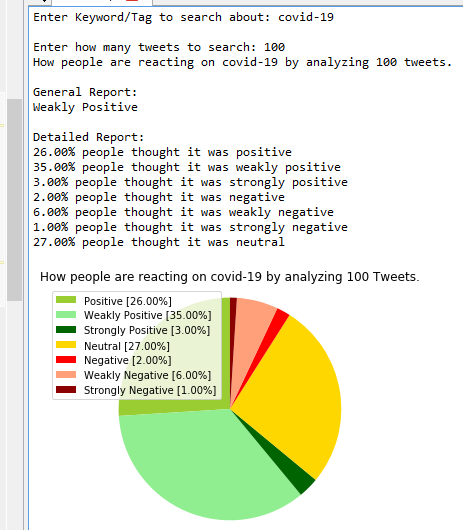 Enter Keyword/Tag to search about: covid-19
Enter how many tweets to search: 100
How people are reacting on covid-19 by analyzing 100 tweets.
General Report:
Weakly Positive
Detailed Report:
26.00% people thought it was positive
35.00% people thought it was weakly positive
3.00% people thought it was strongly positive
2.00% people thought it was negative
6.00% people thought it was weakly negative
1.00% people thought it was strongly negative
27.00% people thought it was neutral
How people are reacting on covid-19 by analyzing 100 Tweets.
Positive [26.00%]
Weakly Positive [35.00%]
Strongly Positive [3.00%]
Neutral [27.00%]
Negative [2.00%]
Weakly Negative [6.00%]
Strongly Negative [1.00%]